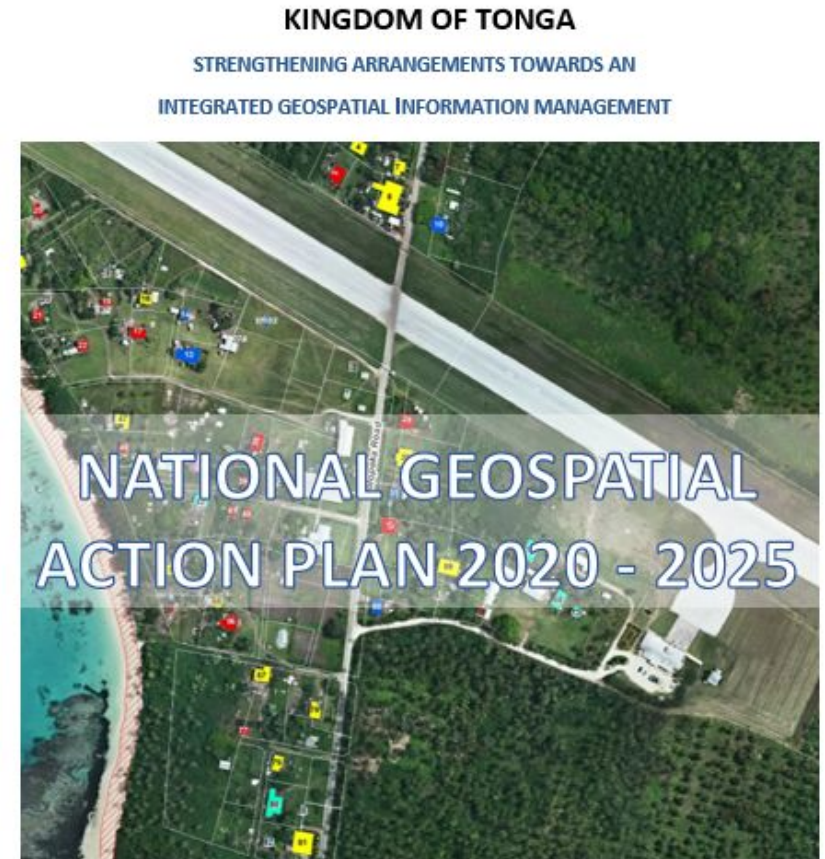 KINGDOM OF TONGA
STRENGTHENING ARRANGEMENTS TOWARDS AN
INTEGRATED GEOSPATIAL INFORMATION MANAGEMENT
NATIONAL GEOSPATIAL
ACTION PLAN 2020 - 2025